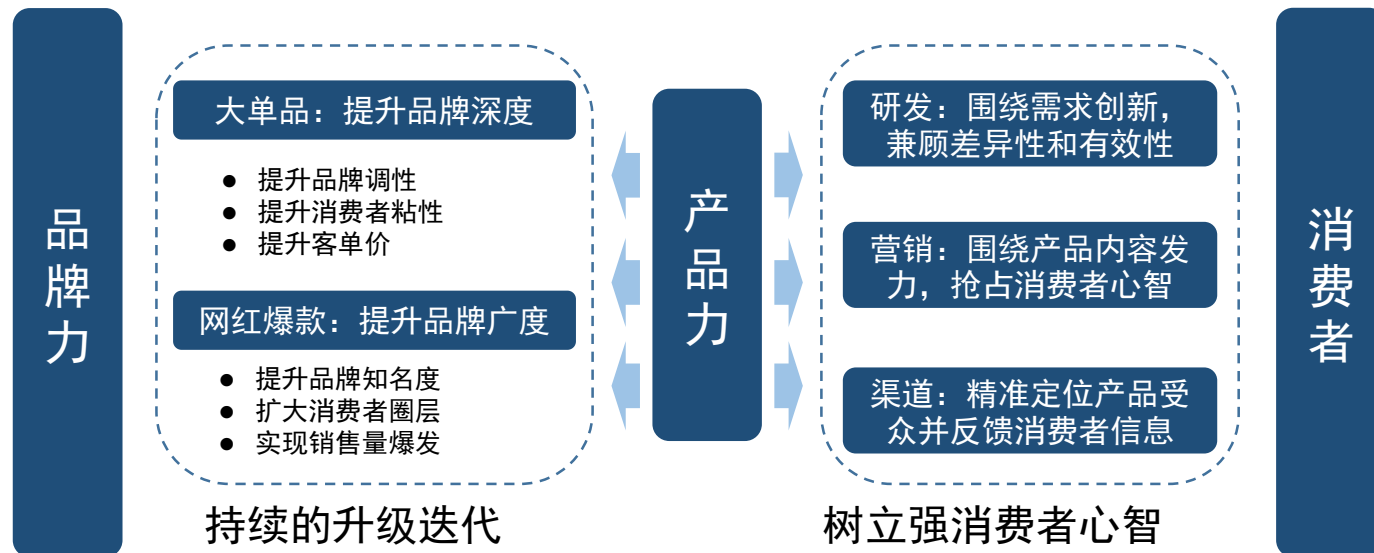 品牌力
大单品：提升品牌深度
● 提升品牌调性
● 提升消费者粘性
● 提升客单价
网红爆款：提升品牌广度
● 提升品牌知名度
● 扩大消费者圈层
● 实现销售量爆发
持续的升级迭代
产品力
研发：围绕需求创新，
兼顾差异性和有效性
营销：围绕产品内容发
力，抢占消费者心智
渠道：精准定位产品受
众并反馈消费者信息
树立强消费者心智
消费者